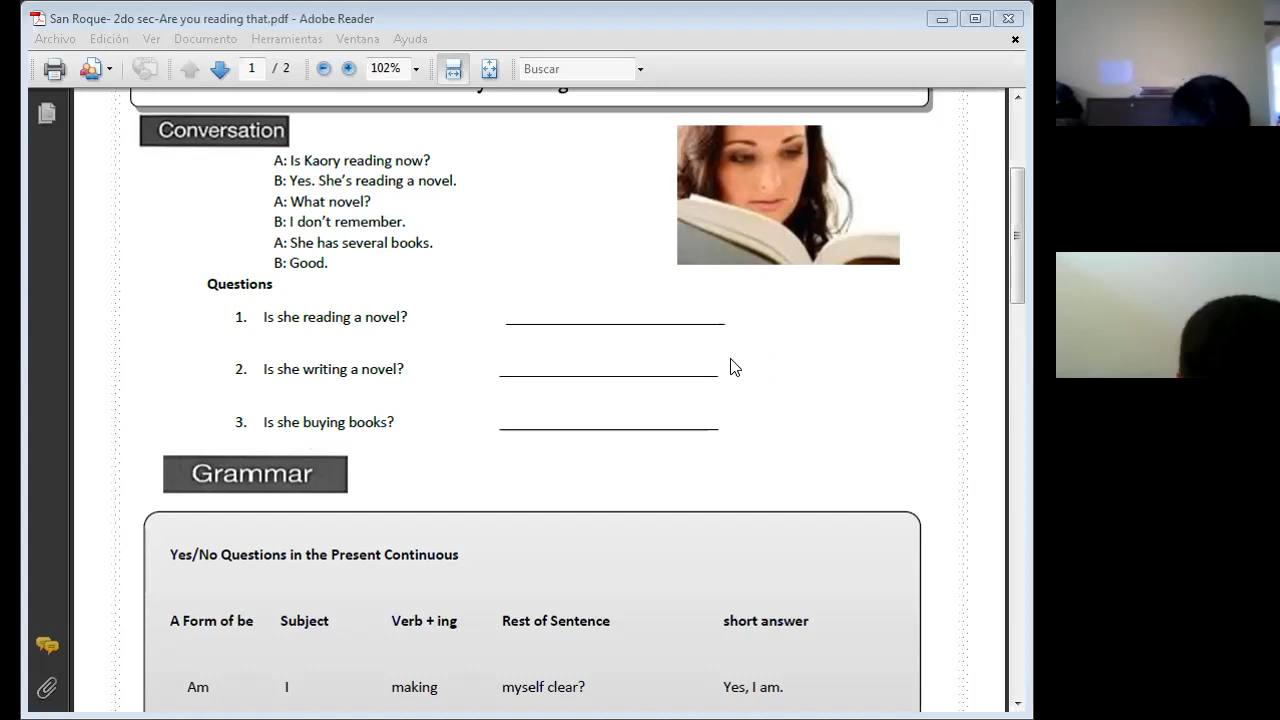 San Roque- 2do sec-Are you reading that.pdf - Adobe Reader
Archivo Edición Ver Documento Herramientas Ventana Ayuda
1 / 2 102% Buscar
Conversation
A: Is Kaory reading now?
B: Yes. She's reading a novel.
A: What novel?
B: I don't remember.
A: She has several books.
B: Good.
Questions
1. Is she reading a novel?
2. Is she writing a novel?
3. Is she buying books?
Grammar
Yes/No Questions in the Present Continuous
A Form of be Subject Verb + ing Rest of Sentence short answer
Am I making myself clear? Yes, I am.